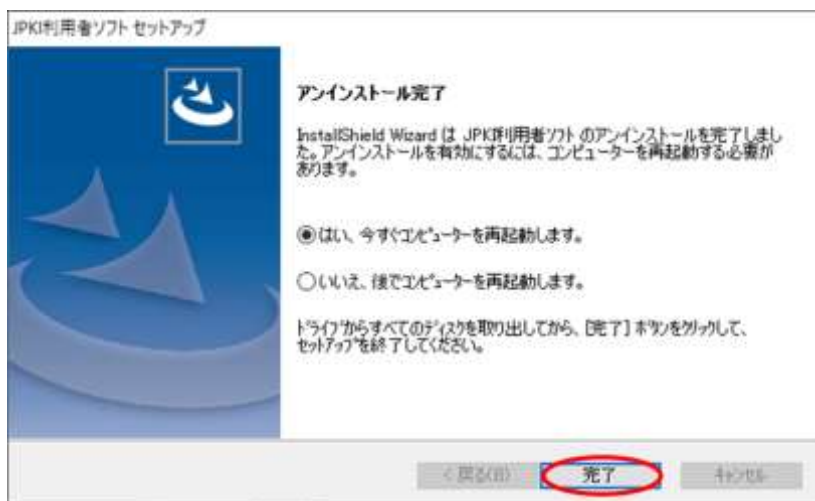 JPKI利用者ソフト セットアップ
アンインストール完了
InstallShield Wizard は JPKI利用者ソフト のアンインストールを完了しまし
た。アンインストールを有効にするには、コンピューターを再起動する必要が
あります。
はい、今すぐコンピューターを再起動します。
いいえ、後でコンピューターを再起動します。
ドライブからすべてのディスクを取り出してから、[完了] ボタンをクリックして、
セットアップを終了してください。
< 戻る(B) 完了 キャンセル